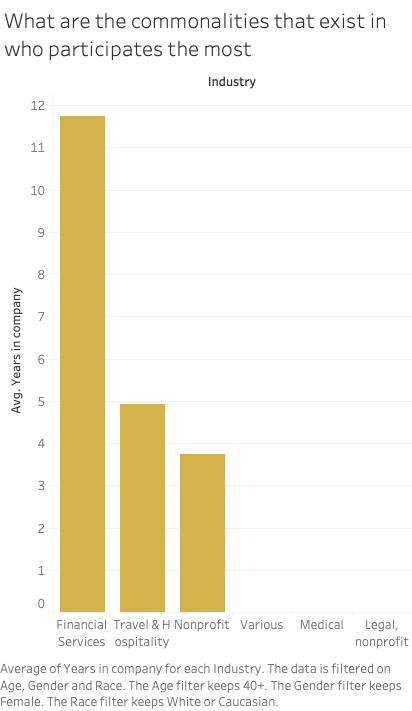 What are the commonalities that exist in
who participates the most
Industry
12
11
10
9
8
7
6
5
4
3
2
1
0
Avg. Years in company
Financial Travel & H Nonprofit Various Medical Legal,
Services ospitality nonprofit
Average of Years in company for each Industry. The data is filtered on
Age, Gender and Race. The Age filter keeps 40+. The Gender filter keeps
Female. The Race filter keeps White or Caucasian.